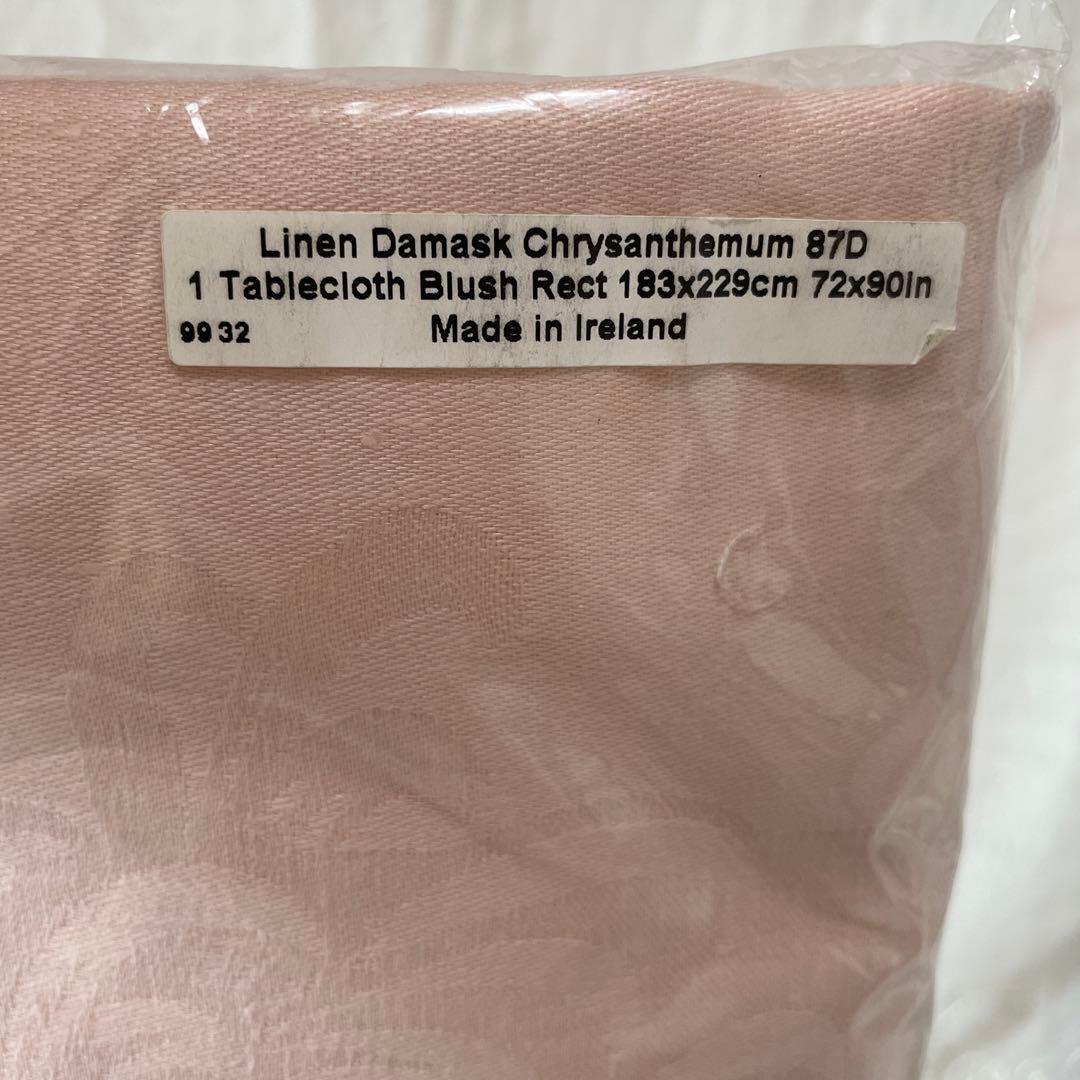 Linen Damask Chrysanthemum 87D
1 Tablecloth Blush Rect 183x229cm 72x90in
99 32 Made in Ireland